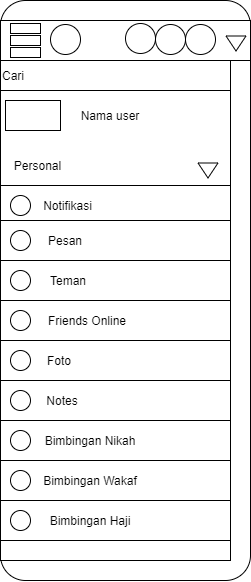 Cari
Nama user
Personal
Notifikasi
Pesan
Teman
Friends Online
Foto
Notes
Bimbingan Nikah
Bimbingan Wakaf
Bimbingan Haji